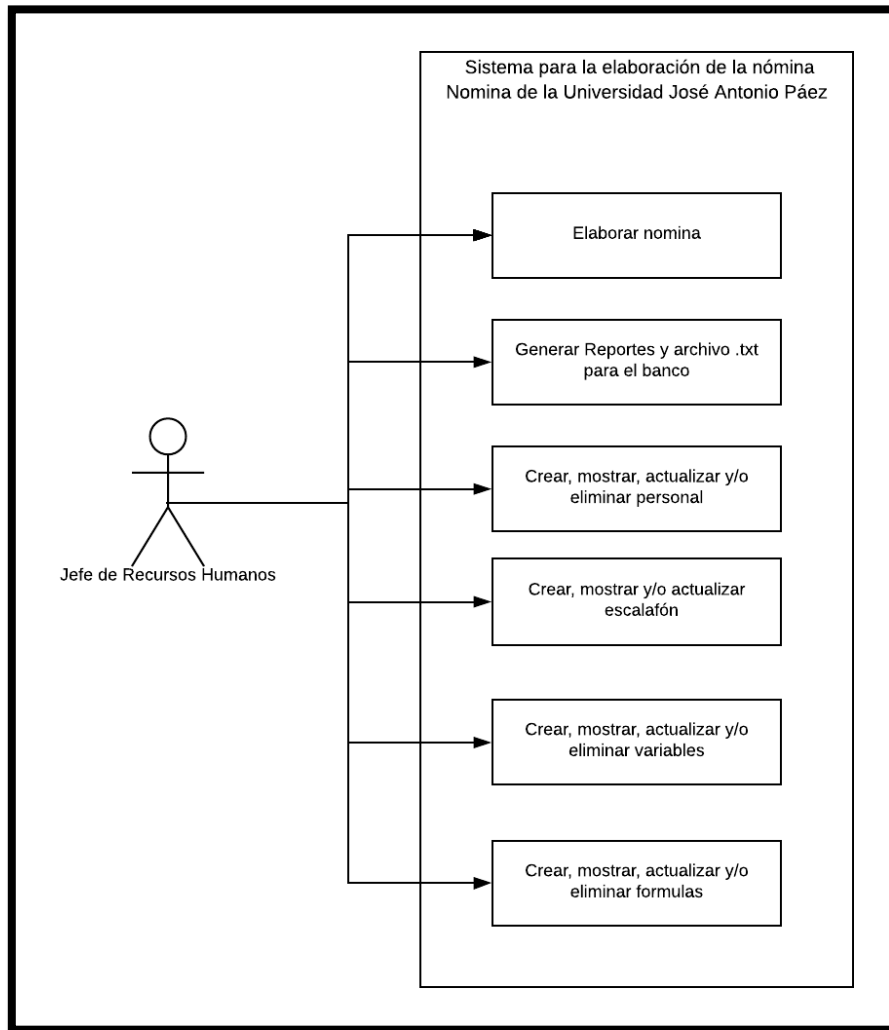 Sistema para la elaboración de la nómina
Nomina de la Universidad José Antonio Páez
Elaborar nomina
Generar Reportes y archivo .txt
para el banco
Crear, mostrar, actualizar y/o
eliminar personal
Jefe de Recursos Humanos
Crear, mostrar y/o actualizar
escalafón
Crear, mostrar, actualizar y/o
eliminar variables
Crear, mostrar, actualizar y/o
eliminar formulas